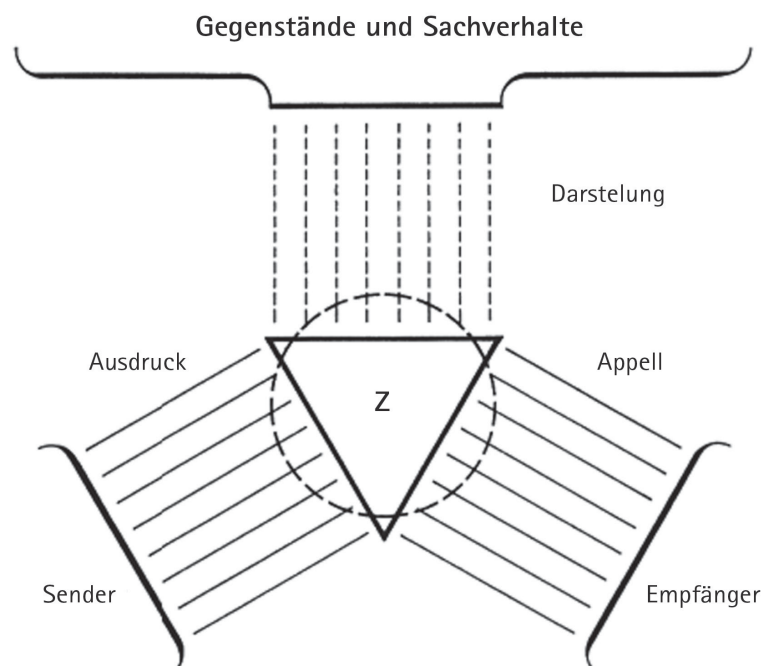 Gegenstände und Sachverhalte
Darstelung
Ausdruck
Appell
Z
Sender
Empfänger